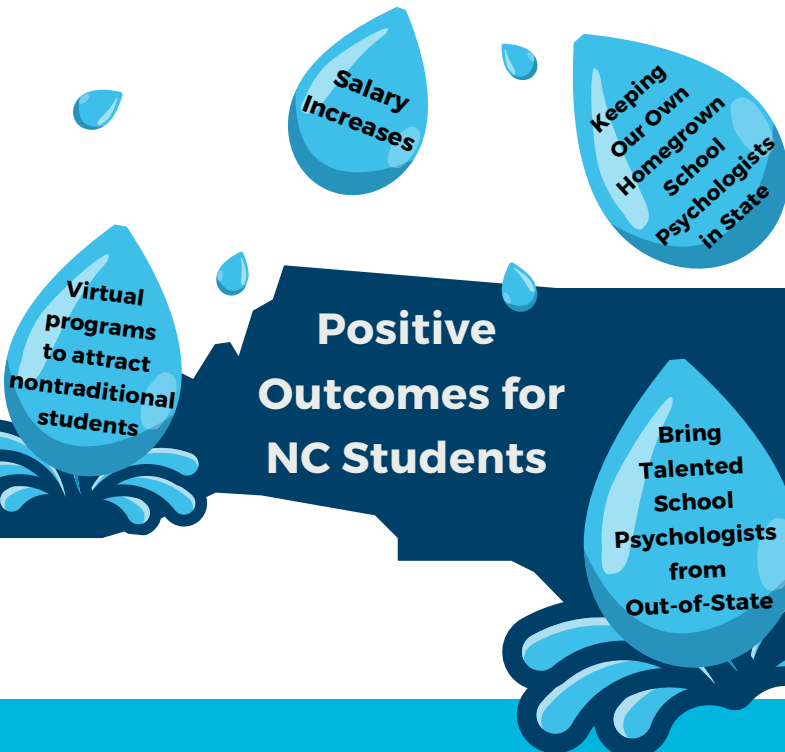 Salary
Increases
Keeping
Our Own
Homegrown
School
Psychologists
in State
Virtual
programs
to attract
nontraditional
students
Positive
Outcomes for
NC Students
Bring
Talented
School
Psychologists
from
Out-of-State